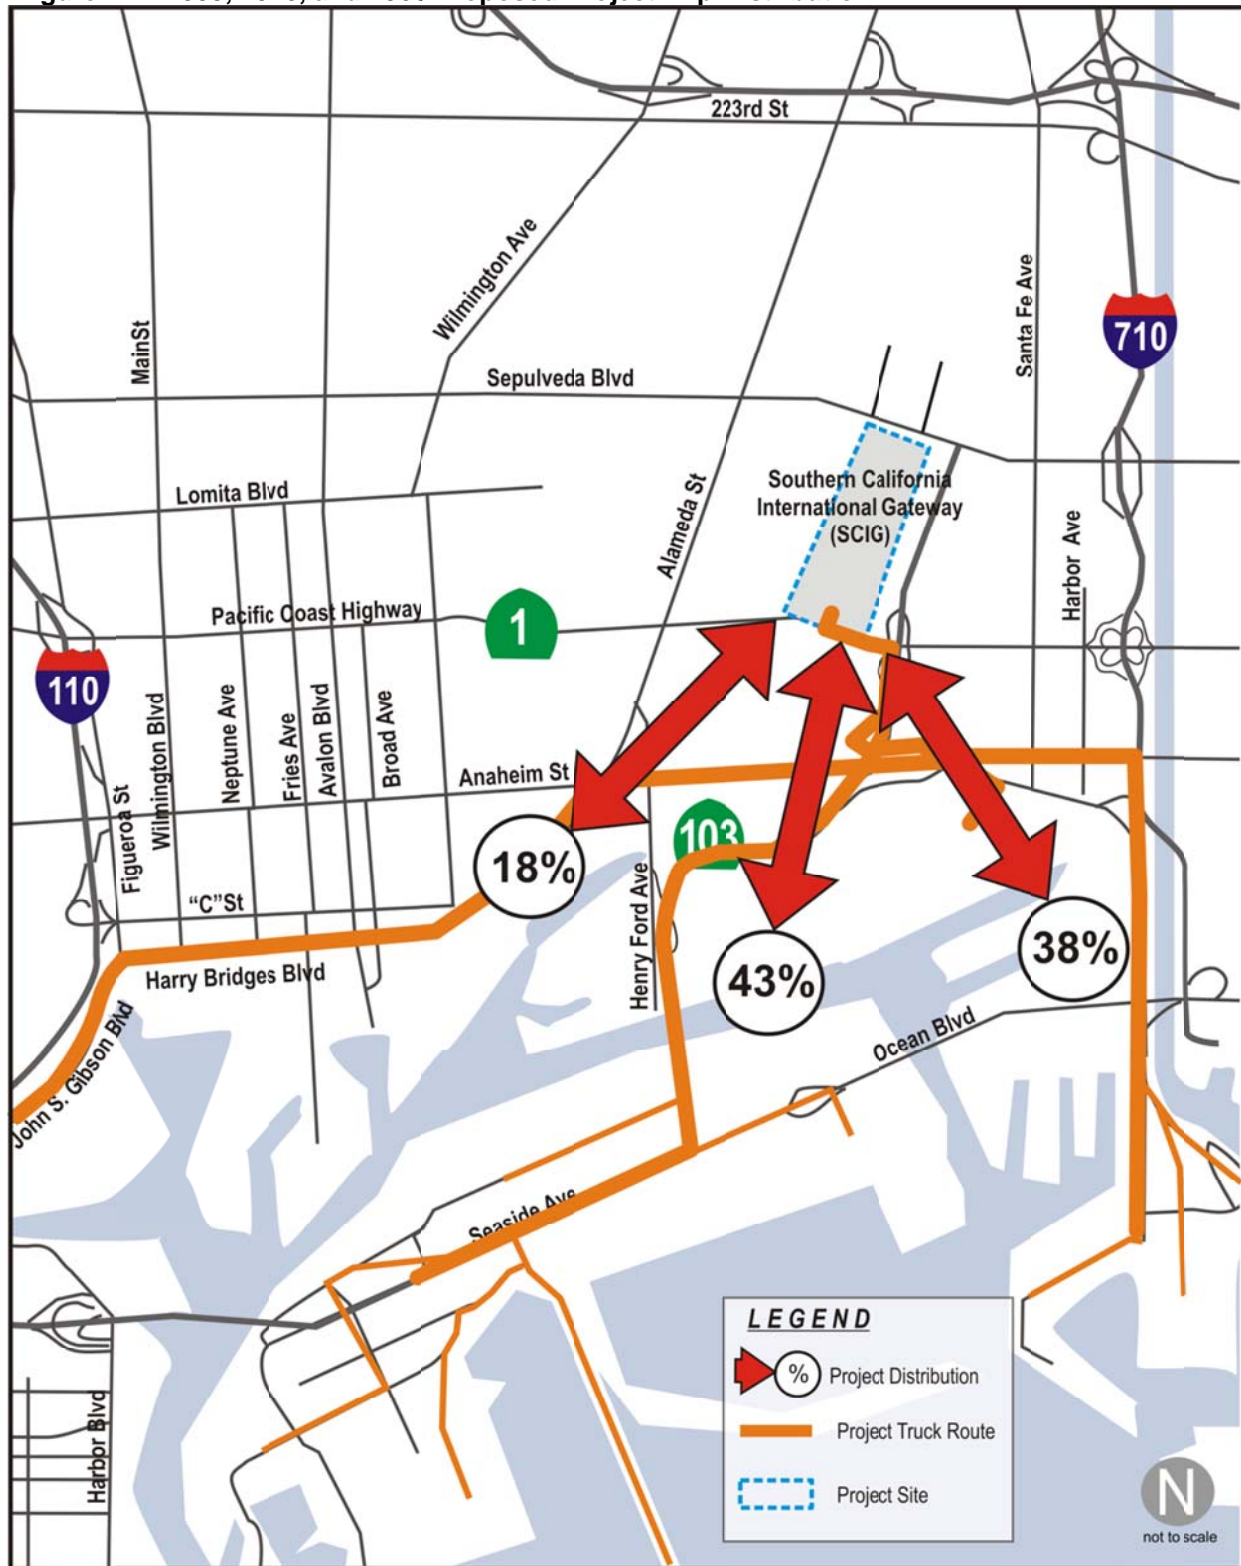 223rd St
Wilmington Ave
Santa Fe Ave
710
MainSt
Sepulveda Blvd
Lomita Blvd
Alameda St
Southern California
International Gateway
(SCIG)
Harbor Ave
Pacific Coast Highway
1
110
Wilmington Blvd
Neptune Ave
Fries Ave
Avalon Blvd
Broad Ave
Anaheim St
Figueroa St
103
18%
"C"St
Henry Ford Ave
43%
38%
Harry Bridges Blvd
Ocean Blvd
John S. Gibson Blvd
Seaside Ave
Harbor Blvd
LEGEND
% Project Distribution
Project Truck Route
Project Site
N
not to scale